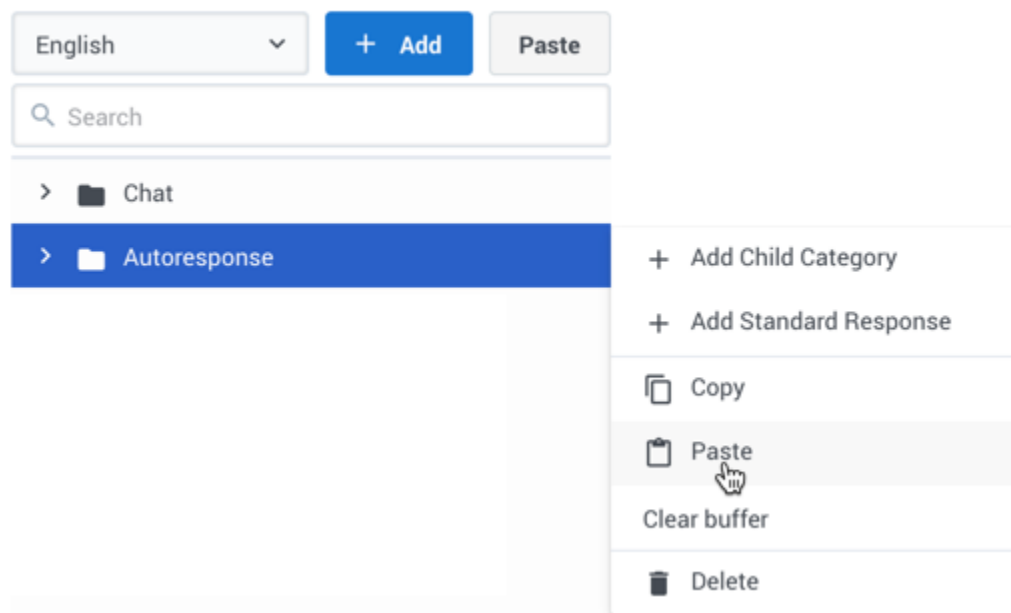 English
+ Add
Paste
Search
Chat
Autoresponse
+ Add Child Category
+ Add Standard Response
Copy
Paste
Clear buffer
Delete